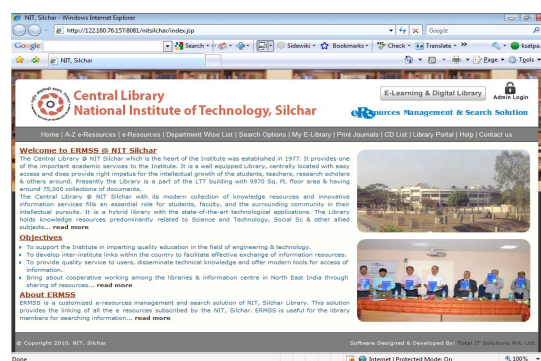 NIT, Silchar - Windows Internet Explorer
http://122.160.76.157:8081/nitsilchar/index.jsp
Google
Google Search Sidewiki Bookmarks Check Translate ksatpa
NIT, Silchar Page Tools
Central Library
National Institute of Technology, Silchar
E-Learning & Digital Library
Admin Login
eResources Management & Search Solution
Home | A-Z e-Resources | e-Resources | Department Wise List | Search Options | My E-Library | Print Journals | CD List | Library Portal | Help | Contact us
Welcome to ERMSS @ NIT Silchar
The Central Library @ NIT Silchar which is the heart of the Institute was established in 1977. It provides one
of the important academic services to the Institute. It is a well equipped Library, centrally located with easy
access and does provide right impetus for the intellectual growth of the students, teachers, research scholars
& others around. Presently the Library is a part of the LTT building with 9970 Sq. Ft. floor area & having
around 75,000 collections of documents.
The Central Library @ NIT Silchar with its modern collection of knowledge resources and innovative
information services fills an essential role for students, faculty, and the surrounding community in their
intellectual pursuits. It is a hybrid library with the state-of-the-art technological applications. The Library
holds knowledge resources predominantly related to Science and Technology, Social Sc & other allied
subjects... read more
Objectives
To support the Institute in imparting quality education in the field of engineering & technology.
To develop inter-institute links within the country to facilitate effective exchange of information resources.
To provide quality service to users, disseminate technical knowledge and offer modern tools for access of
information.
Bring about cooperative working among the libraries & information centre in North East India through
sharing of resources... read more
About ERMSS
ERMSS is a customized e-resources management and search solution of NIT, Silchar Library. This solution
provides the linking of all the e resources subscribed by the NIT, Silchar. ERMSS is useful for the library
members for searching information... read more
© Copyright 2010. NIT, Silchar
Software Designed & Developed By: Total IT Solutions Pvt. Ltd.
Done
Internet | Protected Mode: On
100%